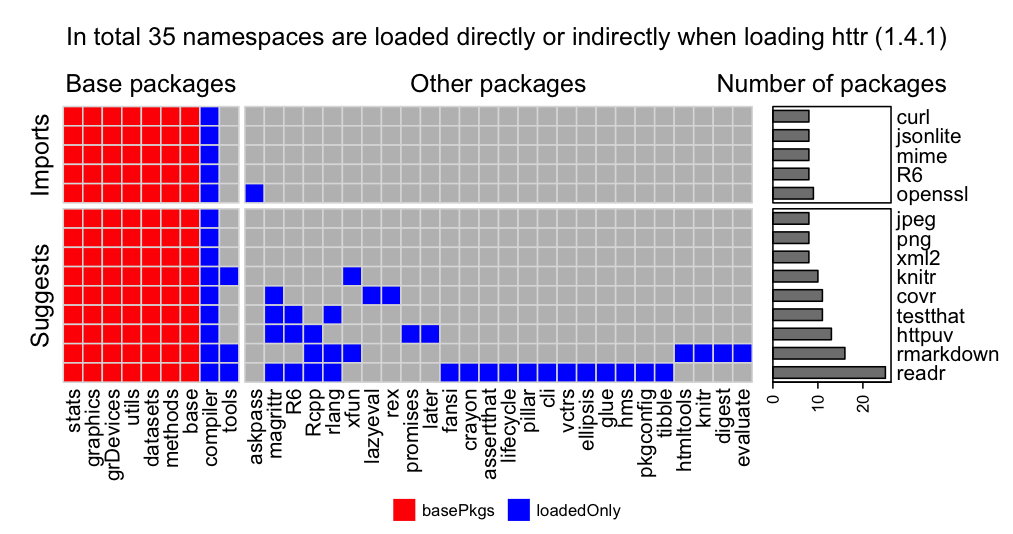 In total 35 namespaces are loaded directly or indirectly when loading httr (1.4.1)
Base packages
Other packages
Number of packages
Imports
curl
jsonlite
mime
R6
openssl
Suggests
jpeg
png
xml2
knitr
covr
testthat
httpuv
rmarkdown
readr
0
10
20
stats
graphics
grDevices
utils
datasets
methods
base
compiler
tools
askpass
magrittr
R6
Rcpp
rlang
xfun
lazyeval
rex
promises
later
fansi
crayon
assertthat
lifecycle
pillar
cli
vctrs
ellipsis
glue
hms
pkgconfig
tibble
htmltools
knitr
digest
evaluate
basePkgs
loadedOnly